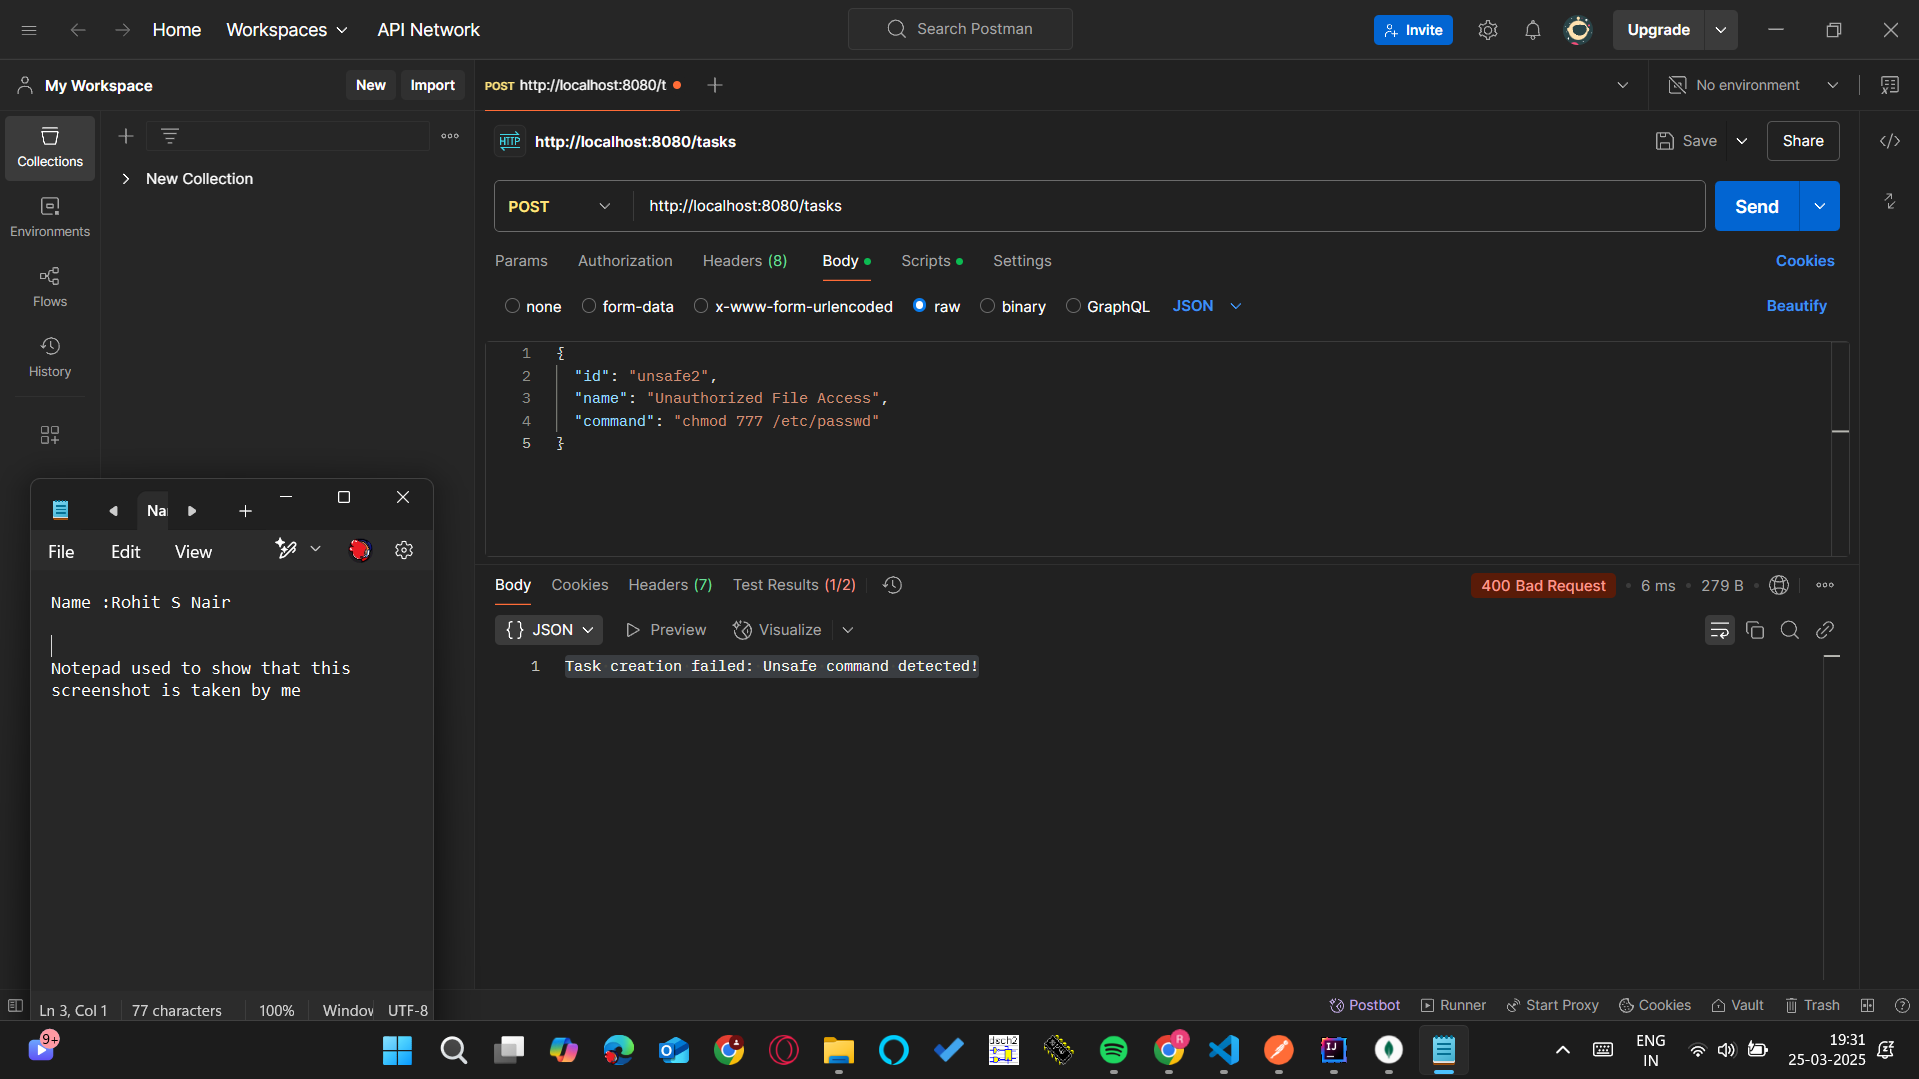 Home
Workspaces
API Network
Search Postman
Invite
Upgrade
My Workspace
New
Import
POST http://localhost:8080/t
No environment
Collections
New Collection
Environments
Flows
History
HTTP http://localhost:8080/tasks
Save
Share
POST
http://localhost:8080/tasks
Send
Params
Authorization
Headers (8)
Body
Scripts
Settings
Cookies
none
form-data
x-www-form-urlencoded
raw
binary
GraphQL
JSON
Beautify
1 {
2 "id": "unsafe2",
3 "name": "Unauthorized File Access",
4 "command": "chmod 777 /etc/passwd"
5 }
Body
Cookies
Headers (7)
Test Results (1/2)
400 Bad Request
6 ms
279 B
{} JSON
Preview
Visualize
1 Task creation failed: Unsafe command detected!
Na
File
Edit
View
Name :Rohit S Nair
Notepad used to show that this
screenshot is taken by me
Ln 3, Col 1
77 characters
100%
Window
UTF-8
Postbot
Runner
Start Proxy
Cookies
Vault
Trash
9+
dsch2
R
IJ
ENG
IN
19:31
25-03-2025